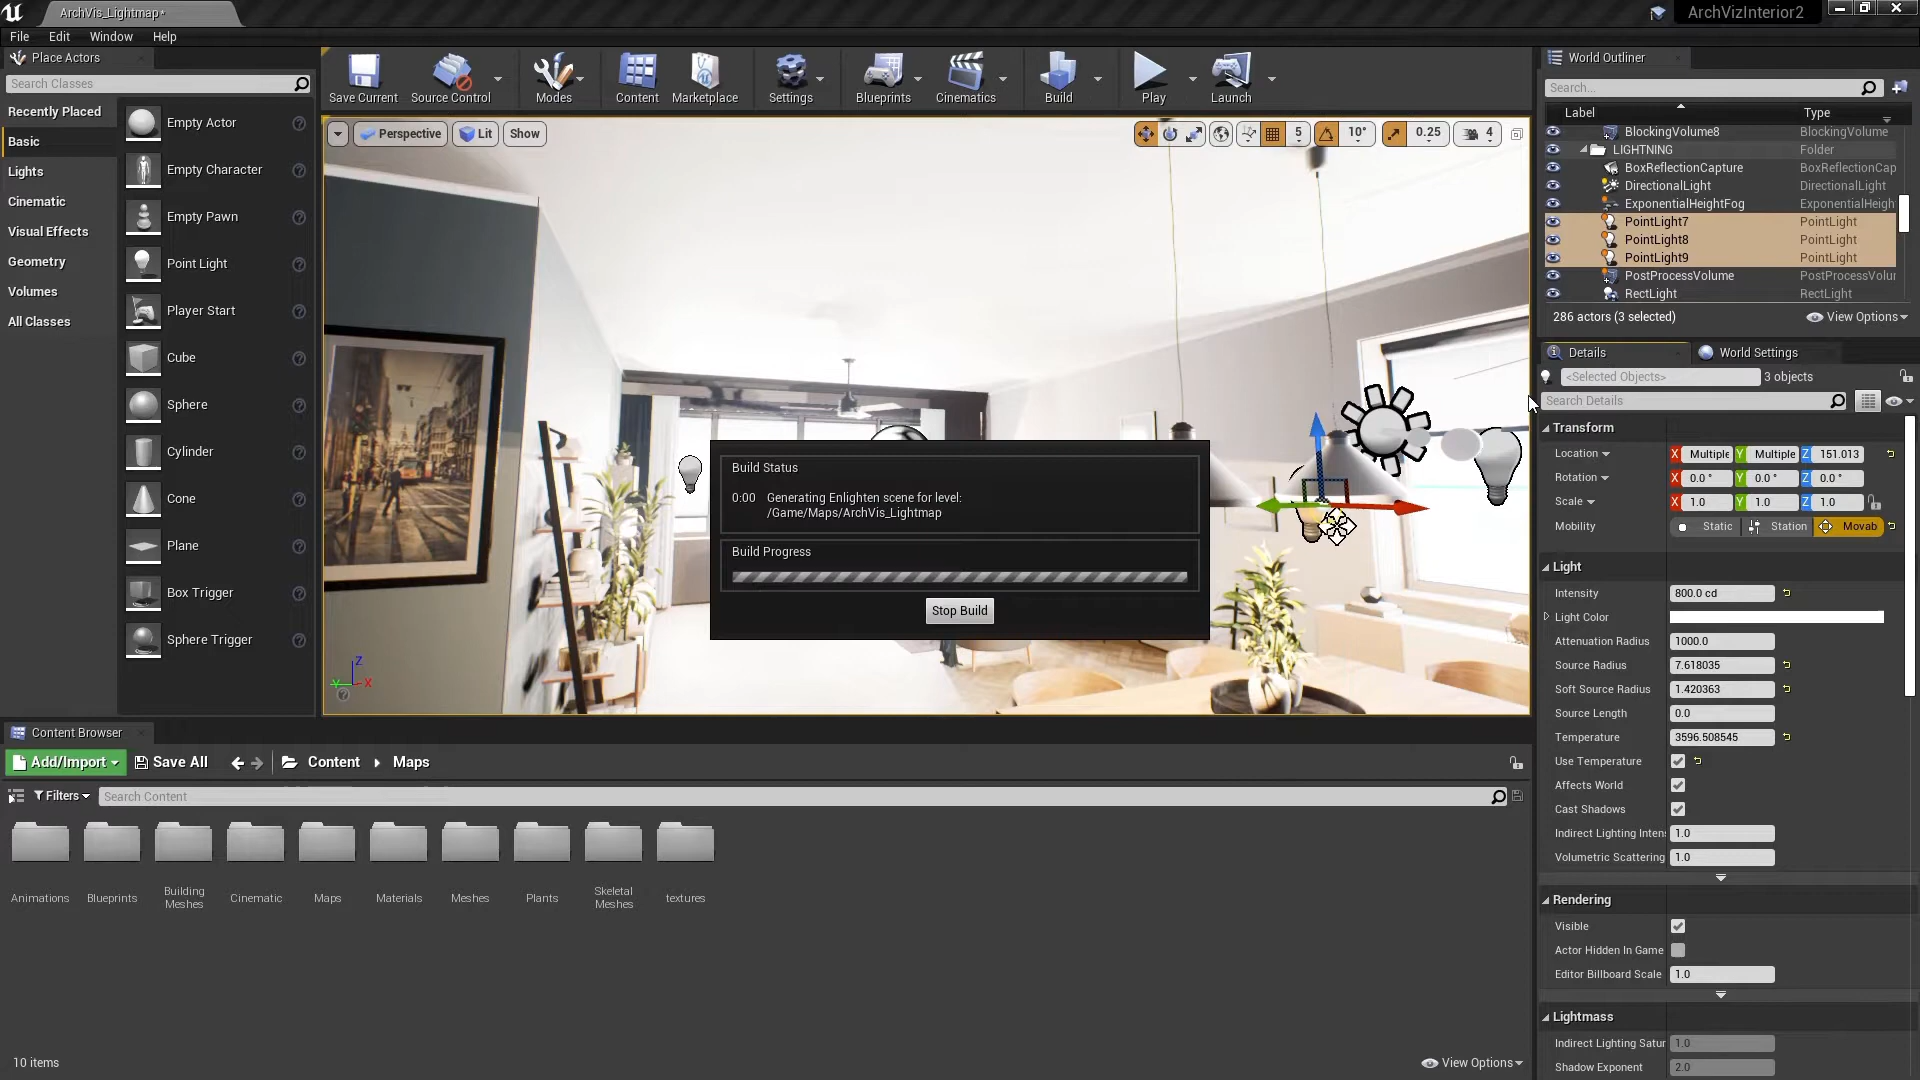 ArchVis_Lightmap•
ArchVizInterior2
File
Edit
Window
Help
Place Actors
Search Classes
Recently Placed
Basic
Lights
Cinematic
Visual Effects
Geometry
Volumes
All Classes
Empty Actor
Empty Character
Empty Pawn
Point Light
Player Start
Cube
Sphere
Cylinder
Cone
Plane
Box Trigger
Sphere Trigger
Save Current
Source Control
Modes
Content
Marketplace
Settings
Blueprints
Cinematics
Build
Play
Launch
Perspective
Lit
Show
5
10°
0.25
4
Build Status
0:00 Generating Enlighten scene for level:
/Game/Maps/ArchVis_Lightmap
Build Progress
Stop Build
Z
Y
X
World Outliner
Search...
Label
Type
BlockingVolume8 BlockingVolume
LIGHTNING Folder
BoxReflectionCapture BoxReflectionCap
DirectionalLight DirectionalLight
ExponentialHeightFog ExponentialHeigh
PointLight7 PointLight
PointLight8 PointLight
PointLight9 PointLight
PostProcessVolume PostProcessVolu
RectLight RectLight
286 actors (3 selected)
View Options
Details
World Settings
<Selected Objects>
3 objects
Search Details
Transform
Location X Multiple Y Multiple Z 151.013
Rotation X 0.0 ° Y 0.0 ° Z 0.0 °
Scale X 1.0 Y 1.0 Z 1.0
Mobility Static Station Movab
Light
Intensity 800.0 cd
Light Color
Attenuation Radius 1000.0
Source Radius 7.618035
Soft Source Radius 1.420363
Source Length 0.0
Temperature 3596.508545
Use Temperature
Affects World
Cast Shadows
Indirect Lighting Inten 1.0
Volumetric Scattering 1.0
Rendering
Visible
Actor Hidden In Game
Editor Billboard Scale 1.0
Lightmass
Indirect Lighting Satur 1.0
Shadow Exponent 2.0
Content Browser
Add/Import
Save All
Content
Maps
Filters
Search Content
Animations
Blueprints
Building
Meshes
Cinematic
Maps
Materials
Meshes
Plants
Skeletal
Meshes
textures
10 items
View Options